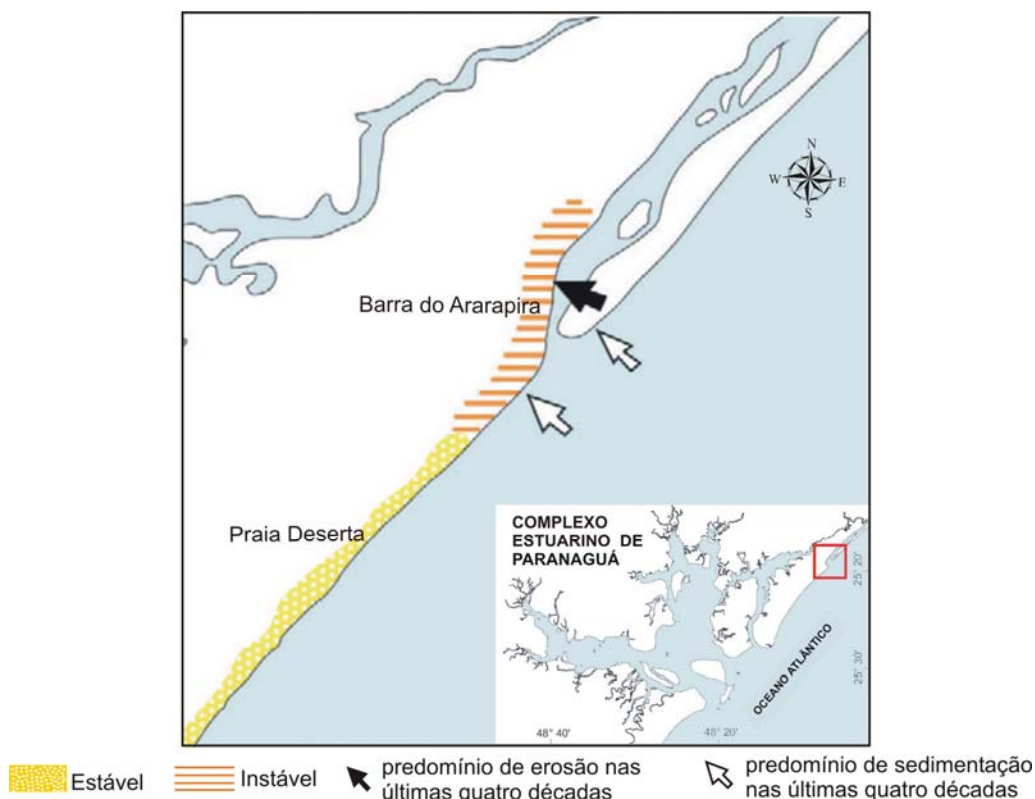 N
W E
S
Barra do Ararapira
Praia Deserta
COMPLEXO
ESTUARINO DE
PARANAGUÁ
25° 20'
25° 30'
OCEANO ATLÂNTICO
48° 40' 48° 20'
Estável
Instável
predomínio de erosão nas
últimas quatro décadas
predomínio de sedimentação
nas últimas quatro décadas